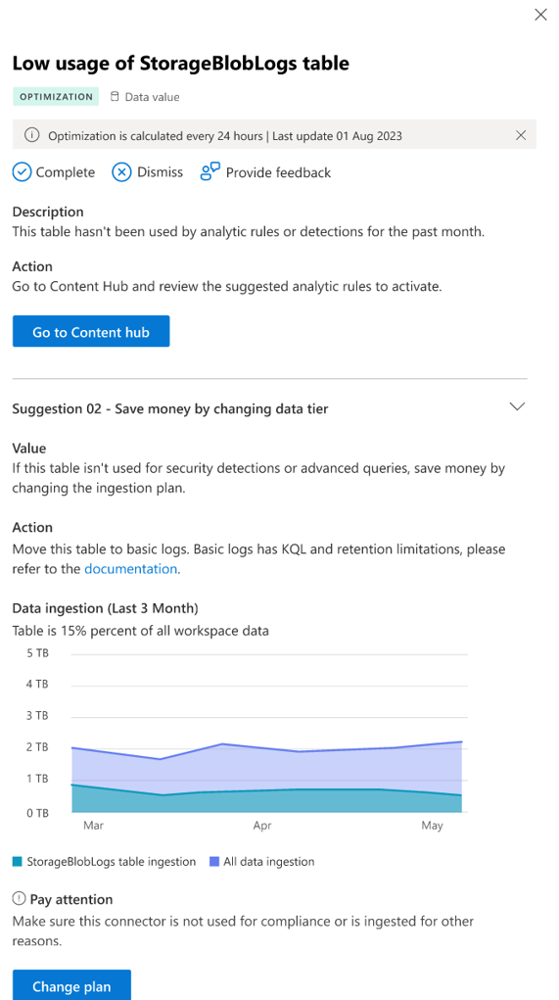 Low usage of StorageBlobLogs table
OPTIMIZATION Data value
Optimization is calculated every 24 hours | Last update 01 Aug 2023
Complete Dismiss Provide feedback
Description
This table hasn't been used by analytic rules or detections for the past month.
Action
Go to Content Hub and review the suggested analytic rules to activate.
Go to Content hub
Suggestion 02 - Save money by changing data tier
Value
If this table isn't used for security detections or advanced queries, save money by
changing the ingestion plan.
Action
Move this table to basic logs. Basic logs has KQL and retention limitations, please
refer to the documentation.
Data ingestion (Last 3 Month)
Table is 15% percent of all workspace data
5 TB
4 TB
3 TB
2 TB
1 TB
0 TB
Mar Apr May
StorageBlobLogs table ingestion All data ingestion
Pay attention
Make sure this connector is not used for compliance or is ingested for other
reasons.
Change plan